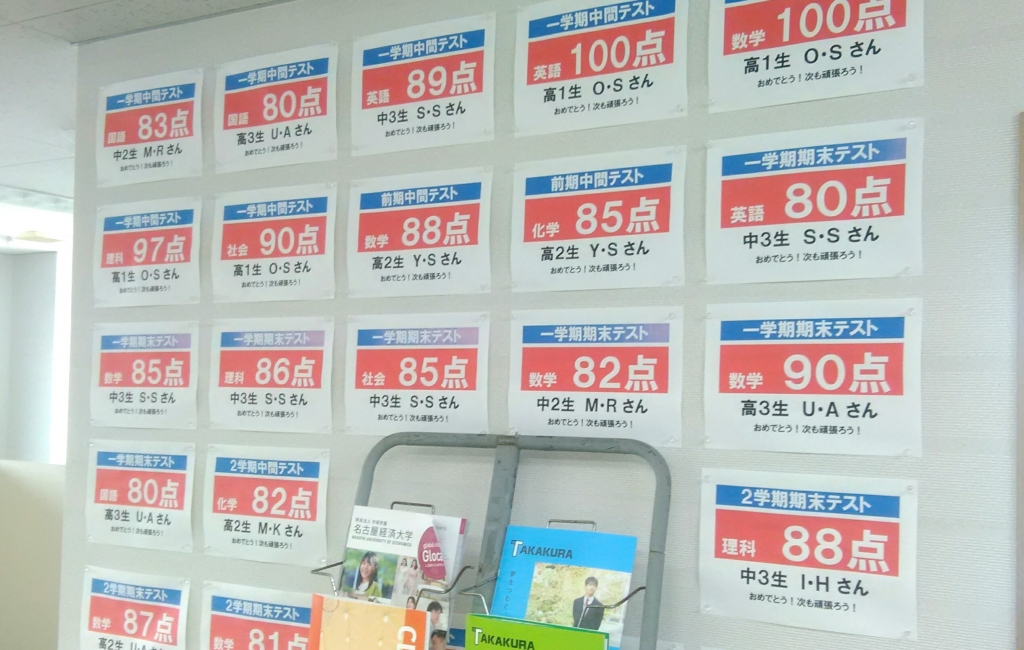 一学期中間テスト
国語 83点
中2生 M・Rさん
おめでとう！次も頑張ろう！
一学期中間テスト
国語 80点
高3生 U・Aさん
おめでとう！次も頑張ろう！
一学期中間テスト
英語 89点
中3生 S・Sさん
おめでとう！次も頑張ろう！
一学期中間テスト
英語 100点
高1生 O・Sさん
おめでとう！次も頑張ろう！
数学 100点
高1生 O・Sさん
おめでとう！次も頑張ろう！
一学期中間テスト
理科 97点
高1生 O・Sさん
おめでとう！次も頑張ろう！
一学期中間テスト
社会 90点
高1生 O・Sさん
おめでとう！次も頑張ろう！
前期中間テスト
数学 88点
高2生 Y・Sさん
おめでとう！次も頑張ろう！
前期中間テスト
化学 85点
高2生 Y・Sさん
おめでとう！次も頑張ろう！
一学期期末テスト
英語 80点
中3生 S・Sさん
おめでとう！次も頑張ろう！
一学期期末テスト
数学 85点
中3生 S・Sさん
おめでとう！次も頑張ろう！
一学期期末テスト
理科 86点
中3生 S・Sさん
おめでとう！次も頑張ろう！
一学期期末テスト
社会 85点
中3生 S・Sさん
おめでとう！次も頑張ろう！
一学期期末テスト
数学 82点
中2生 M・Rさん
おめでとう！次も頑張ろう！
一学期期末テスト
数学 90点
高3生 U・Aさん
おめでとう！次も頑張ろう！
一学期期末テスト
国語 80点
高3生 U・Aさん
おめでとう！次も頑張ろう！
2学期中間テスト
化学 82点
高2生 M・Kさん
おめでとう！次も頑張ろう！
2学期期末テスト
理科 88点
中3生 I・Hさん
おめでとう！次も頑張ろう！
2学期期末テスト
数学 87点
2学期期末テスト
数学 81点
名古屋経済大学
NAGOYA UNIVERSITY OF ECONOMICS
TAKAKURA
TAKAKURA